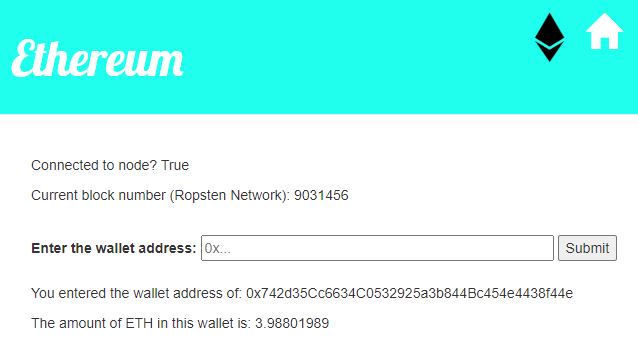 Ethereum
Connected to node? True
Current block number (Ropsten Network): 9031456
Enter the wallet address: 0x... Submit
You entered the wallet address of: 0x742d35Cc6634C0532925a3b844Bc454e4438f44e
The amount of ETH in this wallet is: 3.98801989